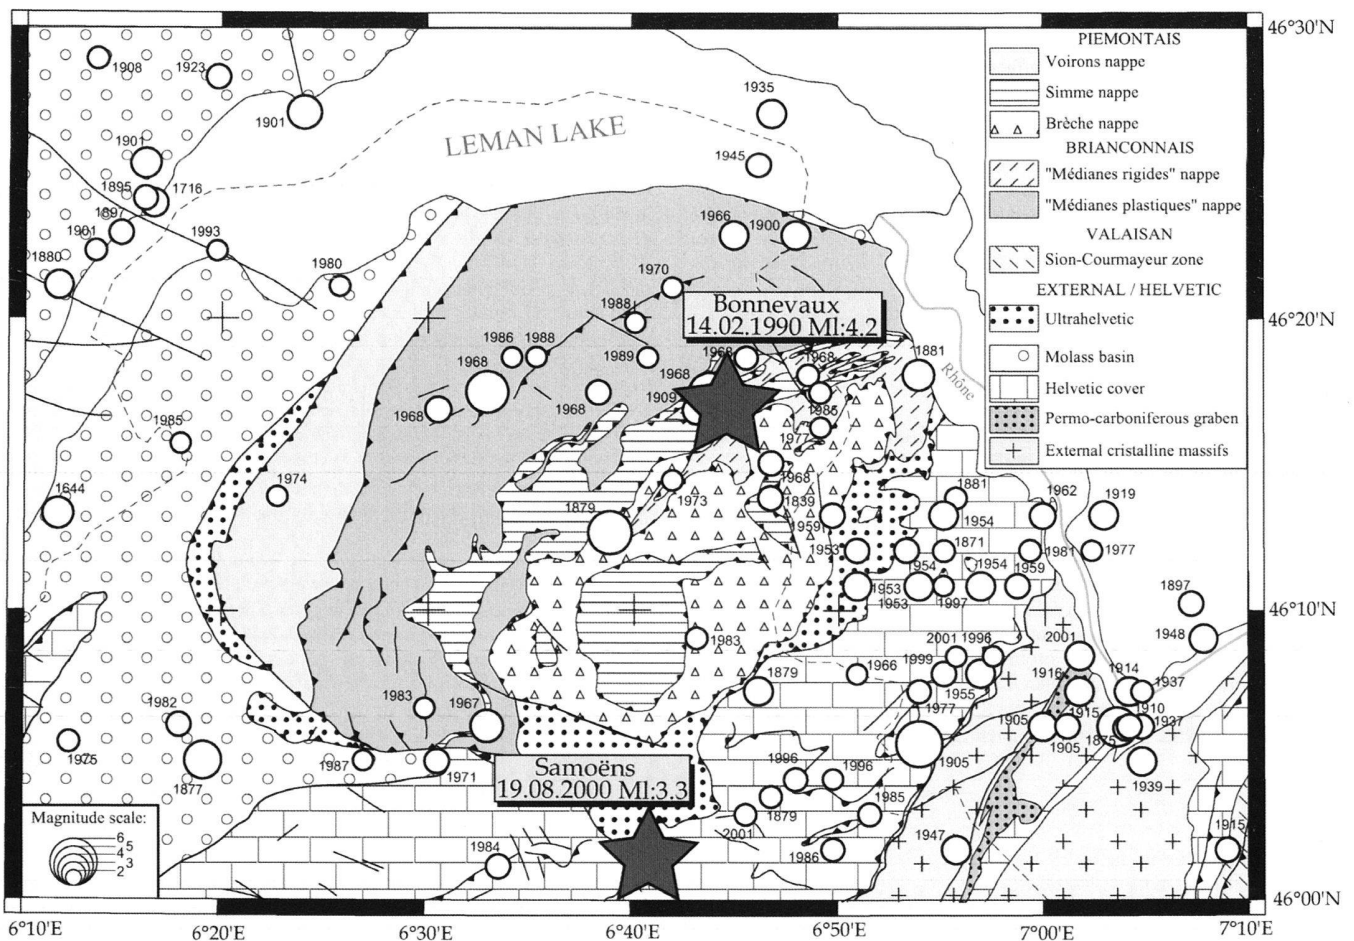 46°30'N
PIEMONTAIS
Voirons nappe
Simme nappe
Brèche nappe
BRIANCONNAIS
"Médianes rigides" nappe
"Médianes plastiques" nappe
VALAISAN
Sion-Courmayeur zone
EXTERNAL / HELVETIC
Ultrahelvetic
Molass basin
Helvetic cover
Permo-carboniferous graben
External cristalline massifs
1908
1923
1901
1935
LEMAN LAKE
1901
1945
1895
1716
1897
1901
1993
1966
1900
1880
1980
1970
1988
Bonnevaux
14.02.1990 Ml:4.2
46°20'N
1986
1988
1989
1968
1968
1881
Rhône
1968
1968
1968
1968
1909
1985
1985
1977
1974
1973
1968
1881
1962
1919
1644
1879
1839
1959
1954
1953
1871
1981
1977
1954
1954
1959
1953
1953
1997
1897
46°10'N
1983
2001
1996
2001
1948
1966
1999
1916
1914
1937
1879
1955
1983
1967
1977
1982
1905
1915
1910
1937
1975
1987
1971
1905
1875
1877
Samoëns
19.08.2000 Ml:3.3
1996
1996
1905
1939
1879
1985
2001
1947
1915
1984
1986
Magnitude scale:
6
5
4
3
2
46°00'N
6°10'E
6°20'E
6°30'E
6°40'E
6°50'E
7°00'E
7°10'E